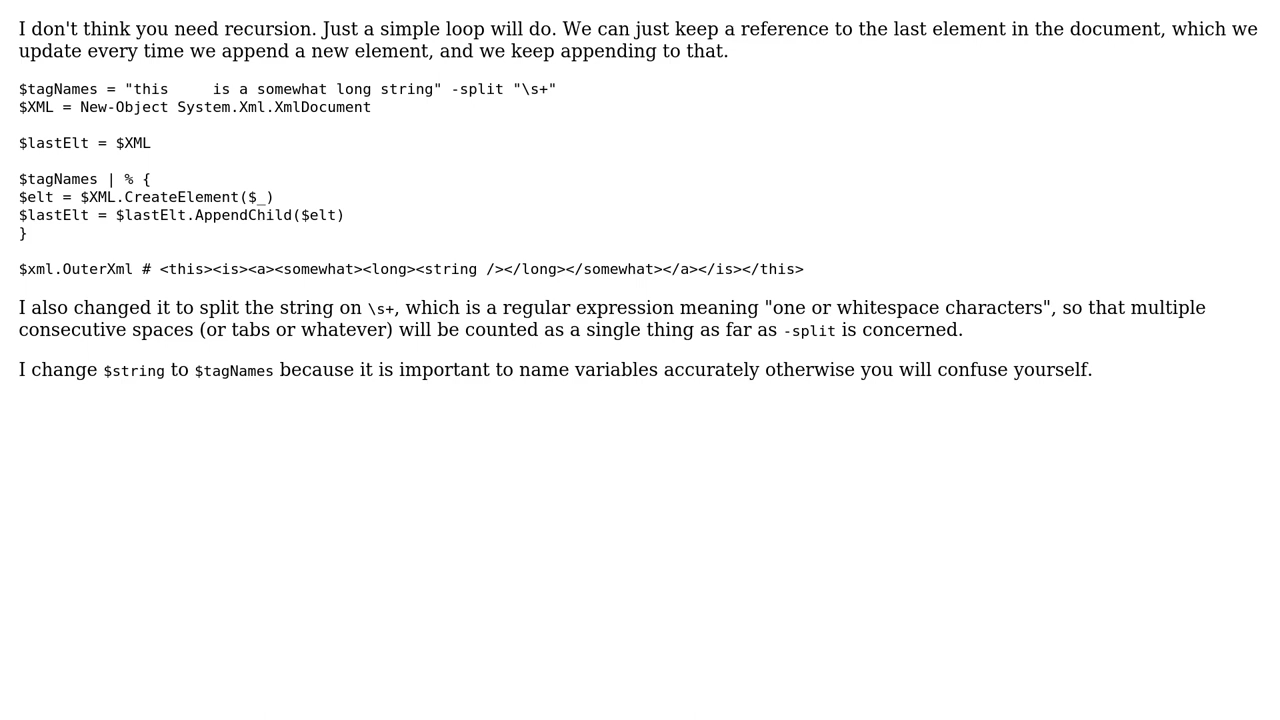 I don't think you need recursion. Just a simple loop will do. We can just keep a reference to the last element in the document, which we
update every time we append a new element, and we keep appending to that.
$tagNames = "this     is a somewhat long string" -split "\s+"
$XML = New-Object System.Xml.XmlDocument
$lastElt = $XML
$tagNames | % {
$elt = $XML.CreateElement($_)
$lastElt = $lastElt.AppendChild($elt)
}
$xml.OuterXml # <this><is><a><somewhat><long><string /></long></somewhat></a></is></this>
I also changed it to split the string on \s+, which is a regular expression meaning "one or whitespace characters", so that multiple
consecutive spaces (or tabs or whatever) will be counted as a single thing as far as -split is concerned.
I change $string to $tagNames because it is important to name variables accurately otherwise you will confuse yourself.